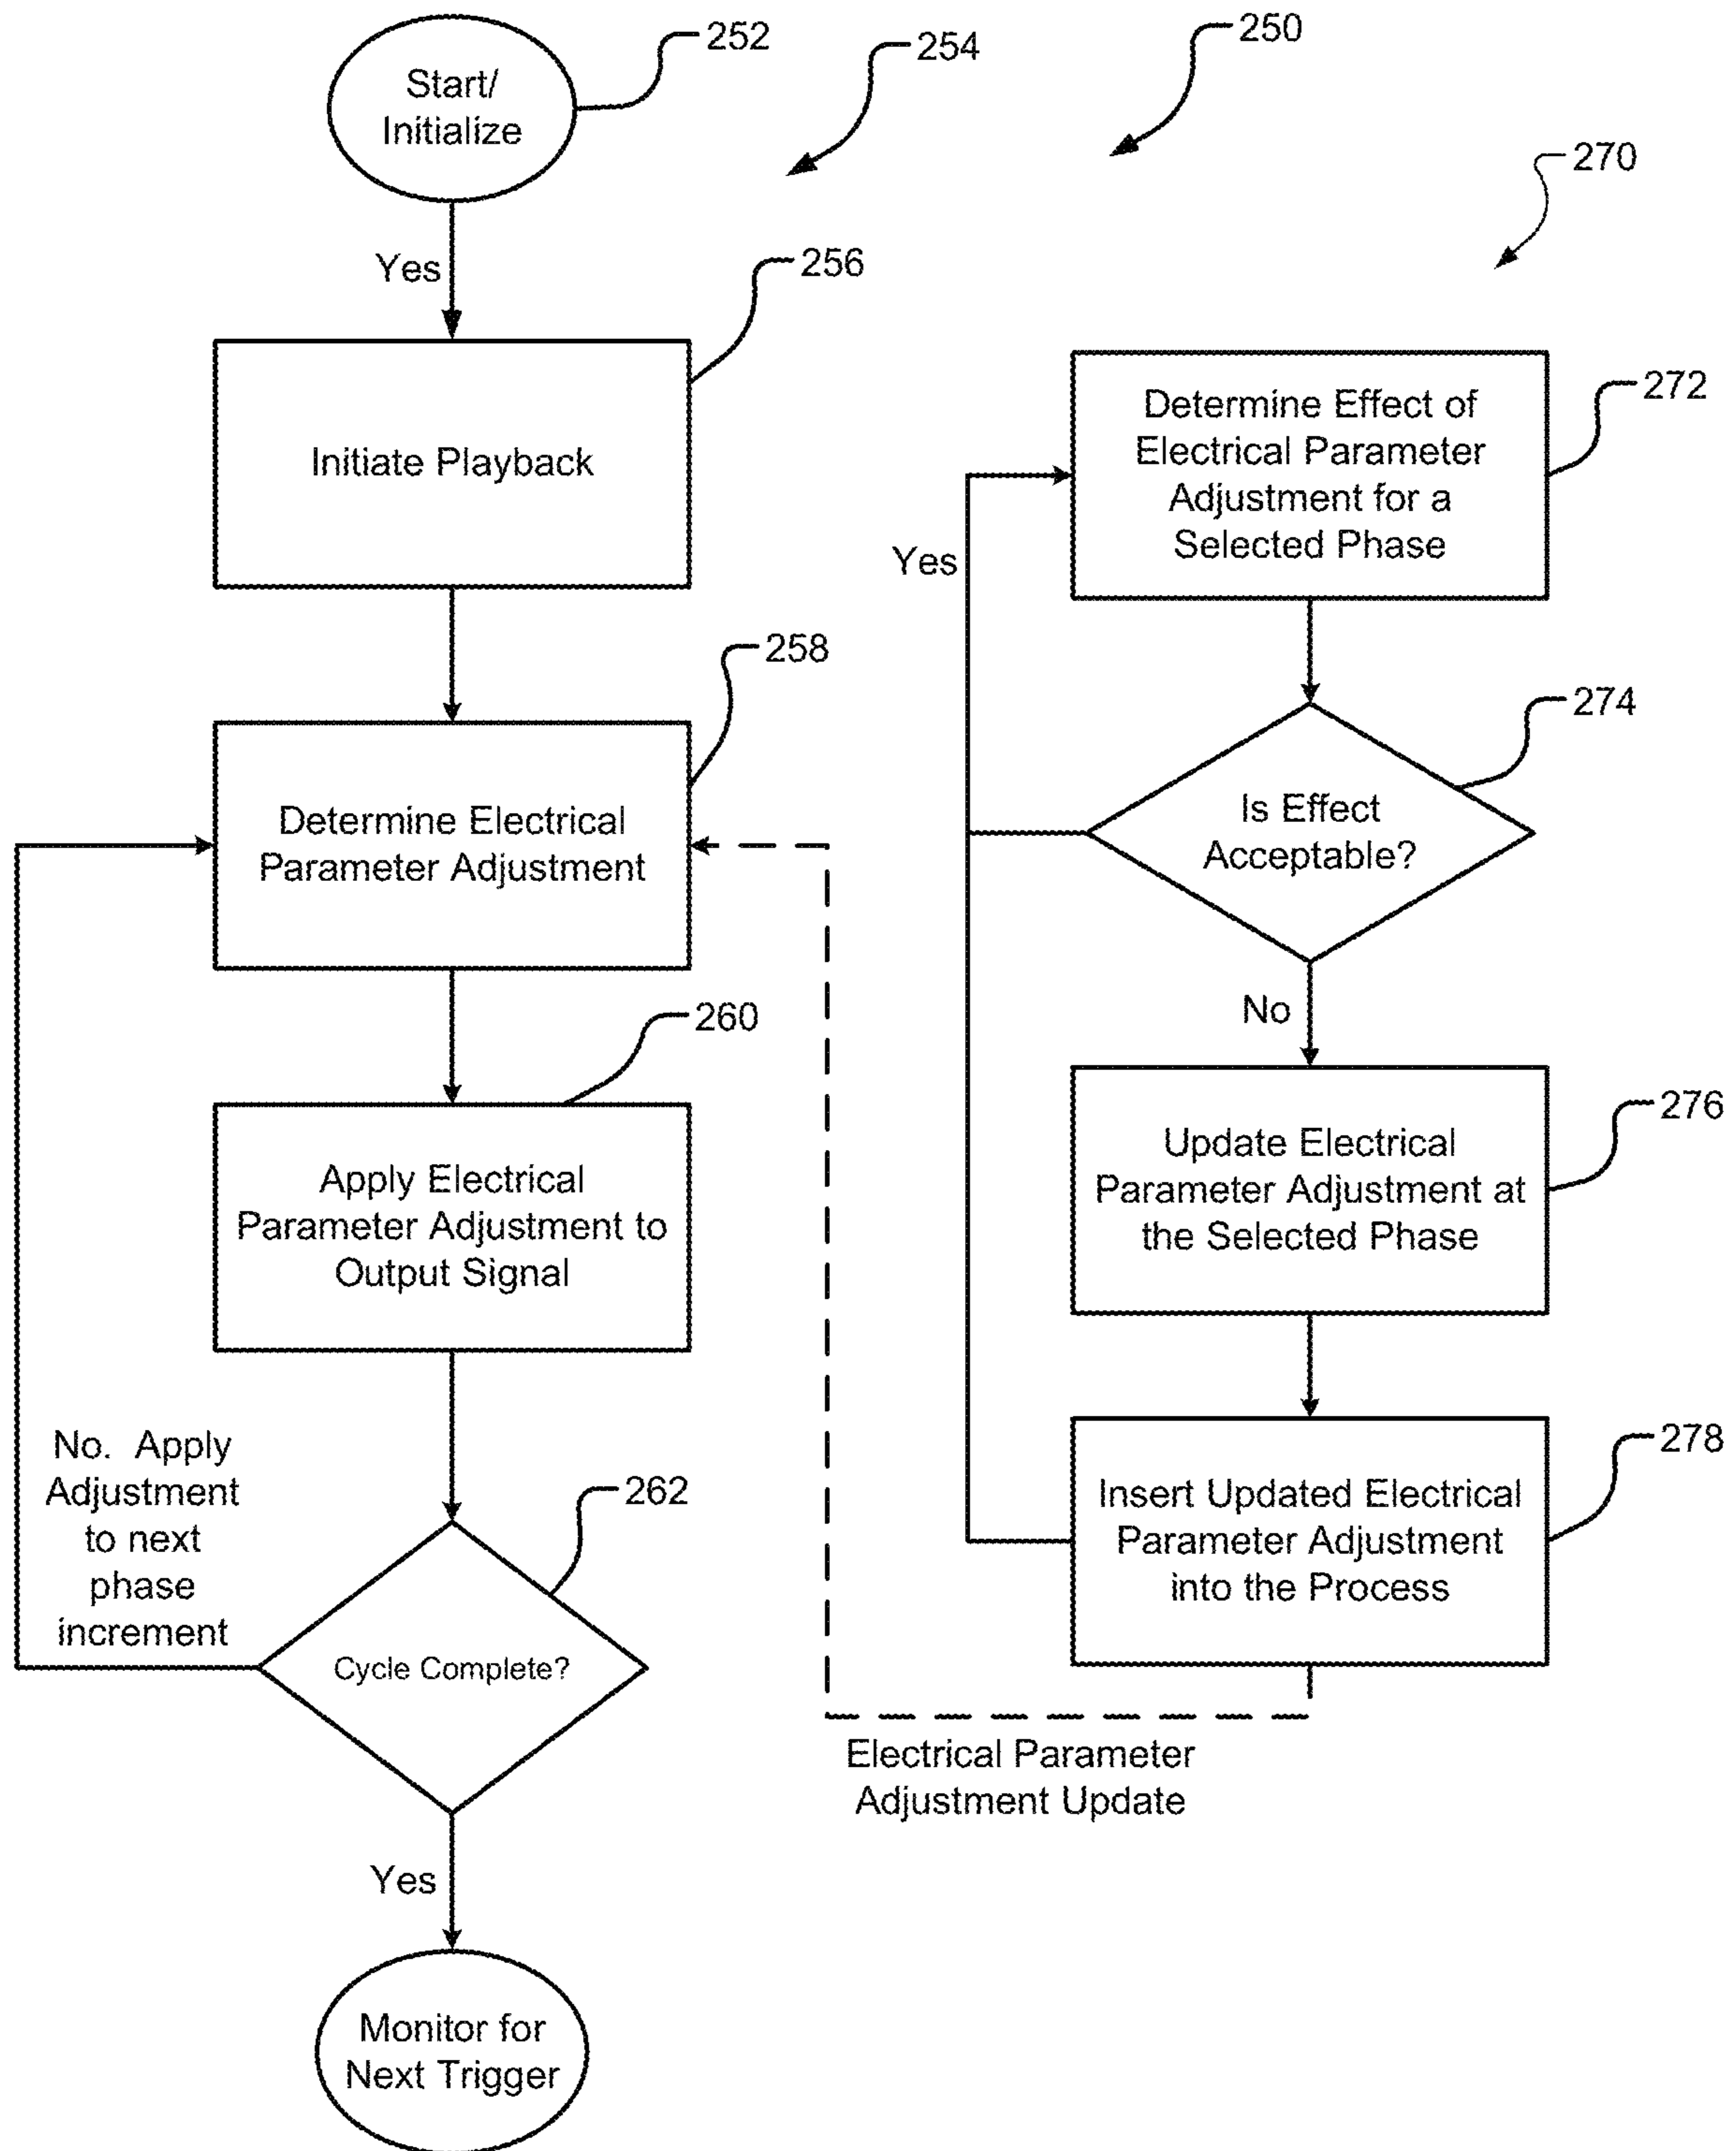 252
254
250
270
Start/
Initialize
Yes
256
Initiate Playback
258
Determine Electrical
Parameter Adjustment
260
Apply Electrical
Parameter Adjustment to
Output Signal
No. Apply
Adjustment
to next
phase
increment
262
Cycle Complete?
Yes
Monitor for
Next Trigger
272
Determine Effect of
Electrical Parameter
Adjustment for a
Selected Phase
Yes
274
Is Effect
Acceptable?
No
276
Update Electrical
Parameter Adjustment at
the Selected Phase
278
Insert Updated Electrical
Parameter Adjustment
into the Process
Electrical Parameter
Adjustment Update